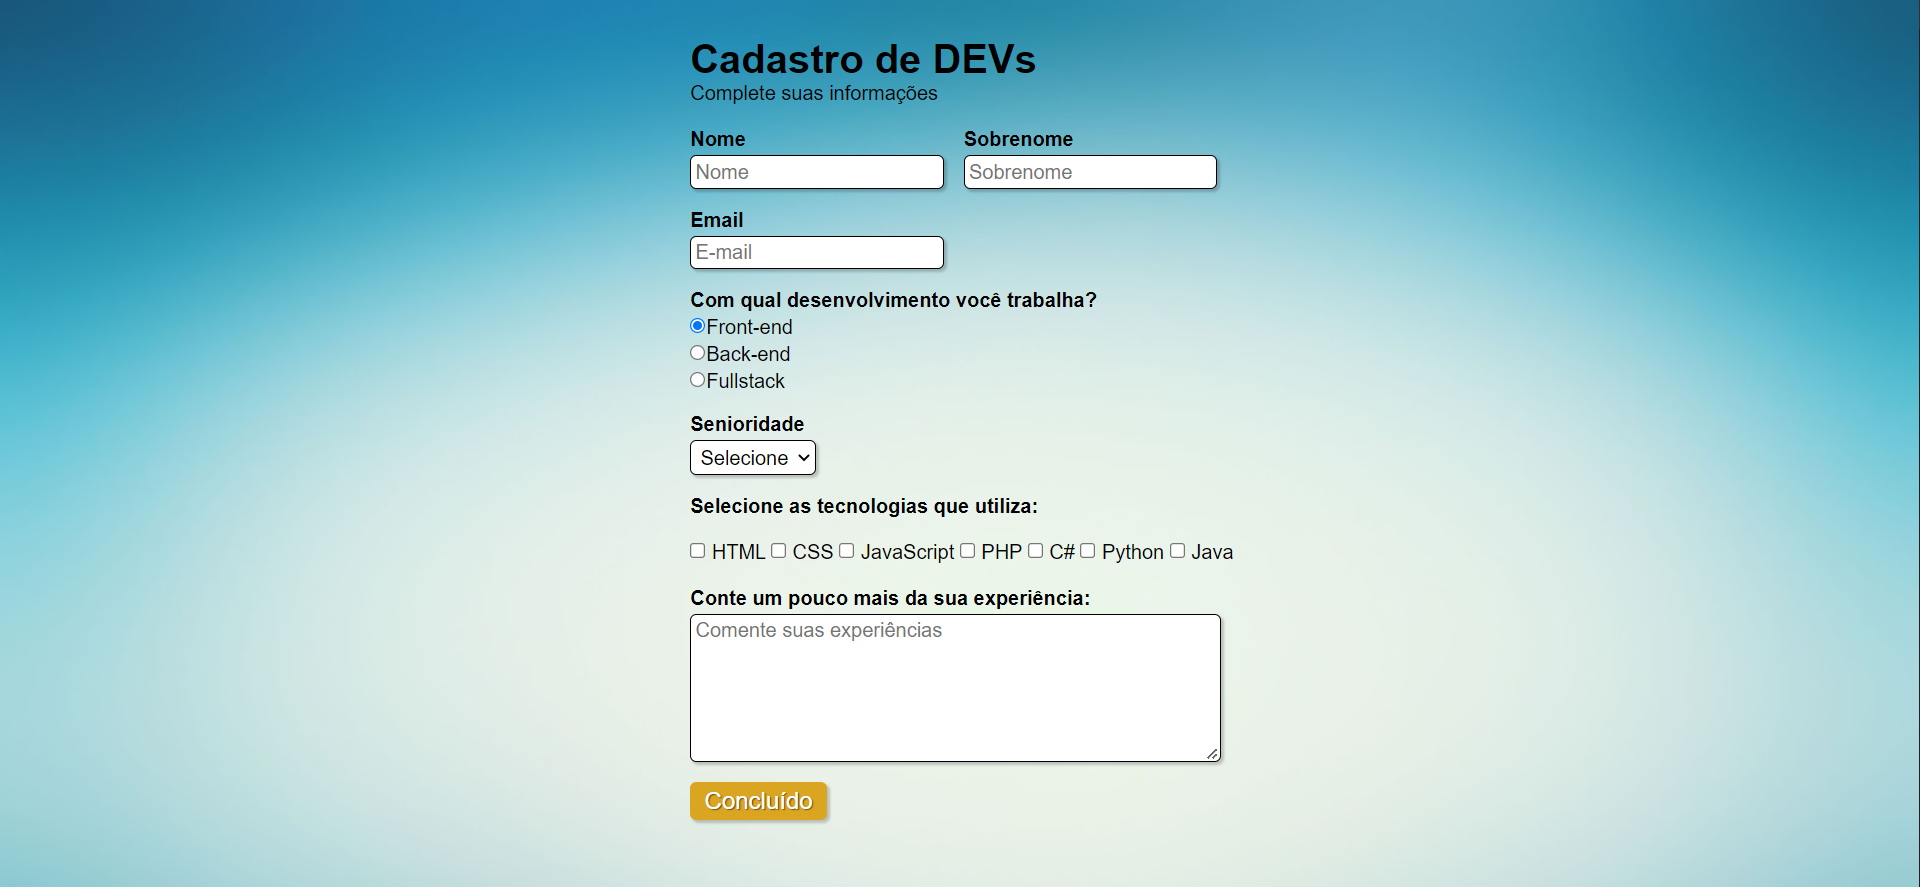 Cadastro de DEVs
Complete suas informações
Nome Sobrenome
Nome Sobrenome
Email
E-mail
Com qual desenvolvimento você trabalha?
Front-end
Back-end
Fullstack
Senioridade
Selecione
Selecione as tecnologias que utiliza:
HTML CSS JavaScript PHP C# Python Java
Conte um pouco mais da sua experiência:
Comente suas experiências
Concluído